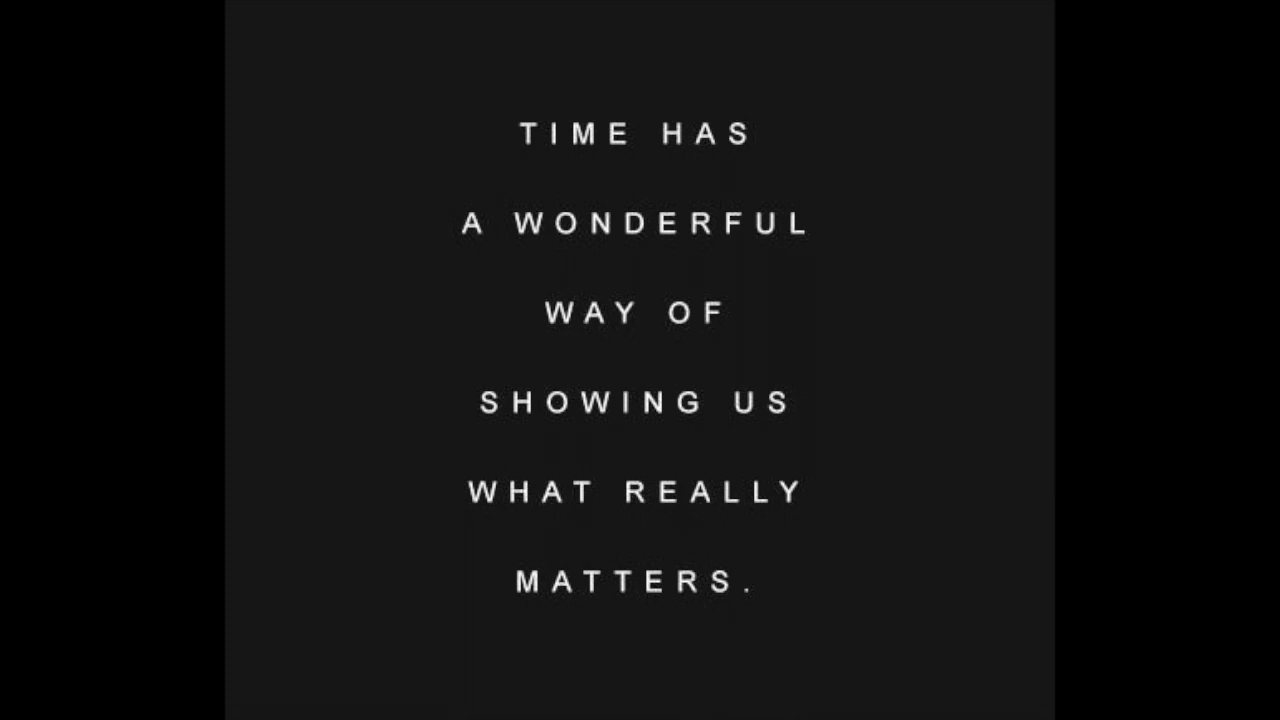 TIME HAS
A WONDERFUL
WAY OF
SHOWING US
WHAT REALLY
MATTERS.